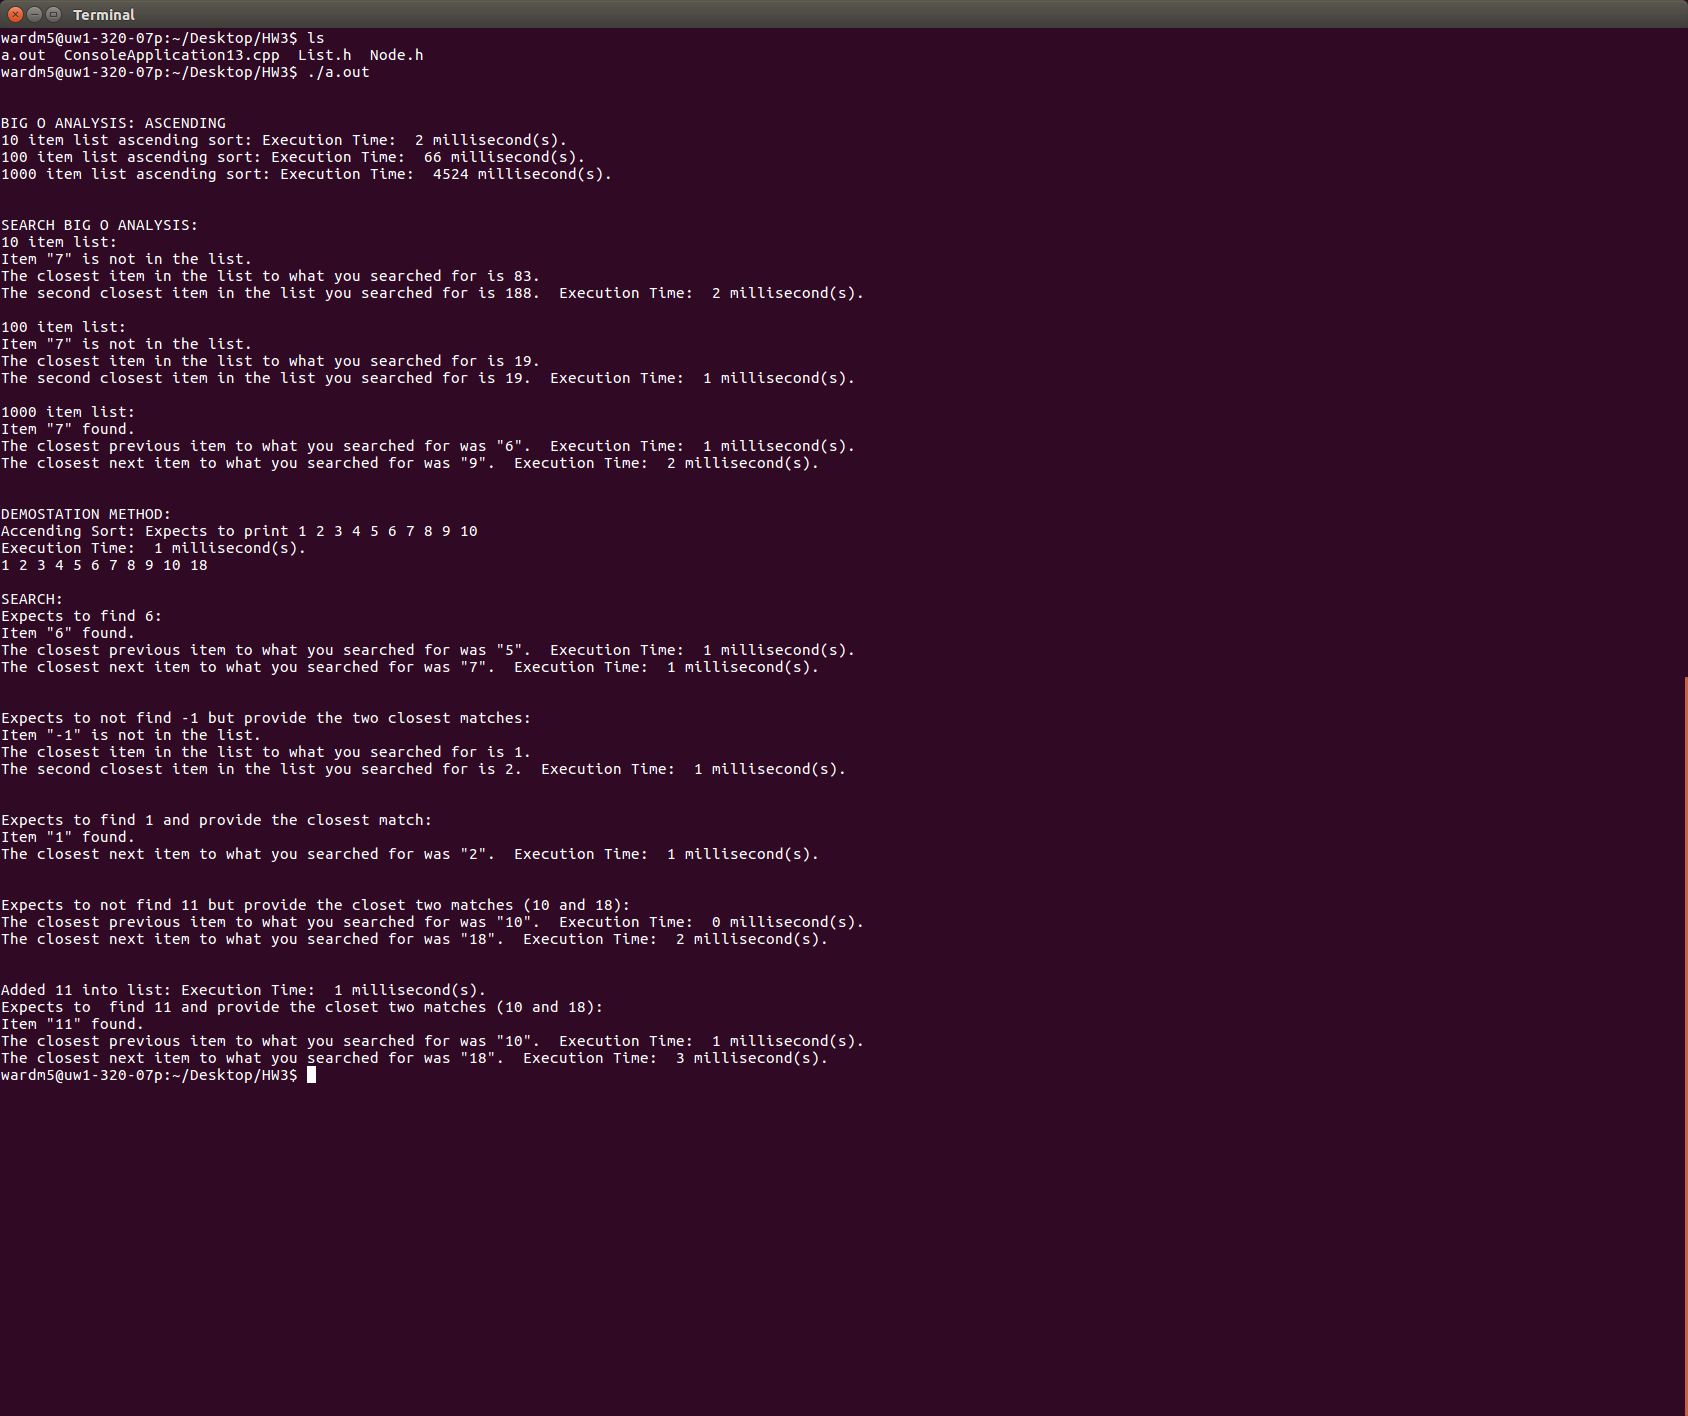 Terminal
wardm5@uw1-320-07p:~/Desktop/HW3$ ls
a.out  ConsoleApplication13.cpp  List.h  Node.h
wardm5@uw1-320-07p:~/Desktop/HW3$ ./a.out
BIG O ANALYSIS: ASCENDING
10 item list ascending sort: Execution Time:  2 millisecond(s).
100 item list ascending sort: Execution Time:  66 millisecond(s).
1000 item list ascending sort: Execution Time:  4524 millisecond(s).
SEARCH BIG O ANALYSIS:
10 item list:
Item "7" is not in the list.
The closest item in the list to what you searched for is 83.
The second closest item in the list you searched for is 188.  Execution Time:  2 millisecond(s).
100 item list:
Item "7" is not in the list.
The closest item in the list to what you searched for is 19.
The second closest item in the list you searched for is 19.  Execution Time:  1 millisecond(s).
1000 item list:
Item "7" found.
The closest previous item to what you searched for was "6".  Execution Time:  1 millisecond(s).
The closest next item to what you searched for was "9".  Execution Time:  2 millisecond(s).
DEMOSTATION METHOD:
Accending Sort: Expects to print 1 2 3 4 5 6 7 8 9 10
Execution Time:  1 millisecond(s).
1 2 3 4 5 6 7 8 9 10 18
SEARCH:
Expects to find 6:
Item "6" found.
The closest previous item to what you searched for was "5".  Execution Time:  1 millisecond(s).
The closest next item to what you searched for was "7".  Execution Time:  1 millisecond(s).
Expects to not find -1 but provide the two closest matches:
Item "-1" is not in the list.
The closest item in the list to what you searched for is 1.
The second closest item in the list you searched for is 2.  Execution Time:  1 millisecond(s).
Expects to find 1 and provide the closest match:
Item "1" found.
The closest next item to what you searched for was "2".  Execution Time:  1 millisecond(s).
Expects to not find 11 but provide the closet two matches (10 and 18):
The closest previous item to what you searched for was "10".  Execution Time:  0 millisecond(s).
The closest next item to what you searched for was "18".  Execution Time:  2 millisecond(s).
Added 11 into list: Execution Time:  1 millisecond(s).
Expects to  find 11 and provide the closet two matches (10 and 18):
Item "11" found.
The closest previous item to what you searched for was "10".  Execution Time:  1 millisecond(s).
The closest next item to what you searched for was "18".  Execution Time:  3 millisecond(s).
wardm5@uw1-320-07p:~/Desktop/HW3$